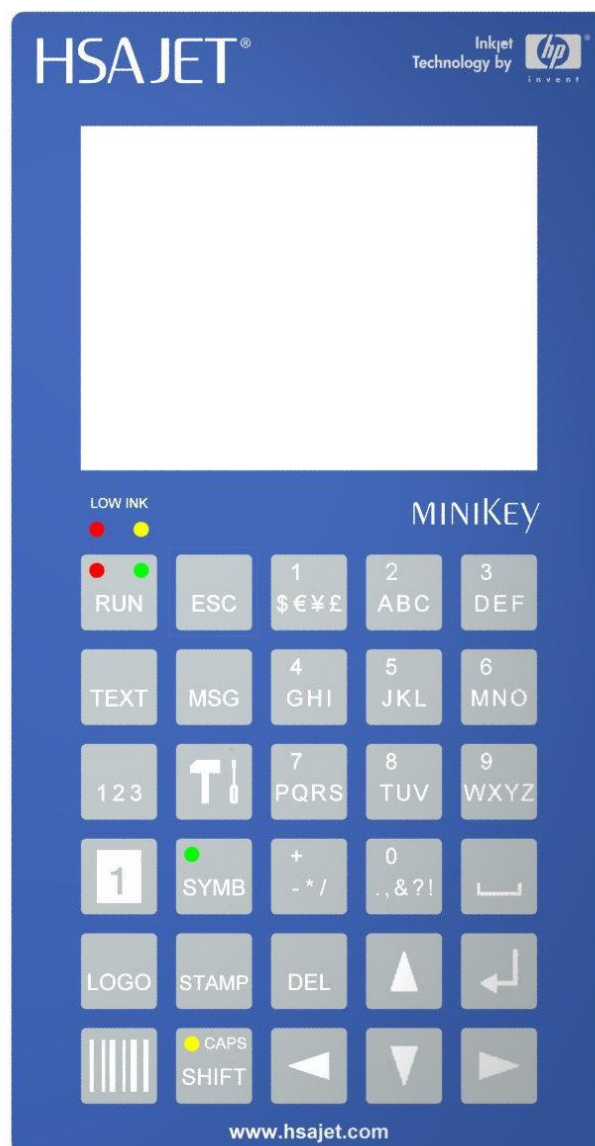 HSAJET®
Inkjet
Technology by
hp®
invent
LOW INK
MINIKEY
RUN
ESC
1
$€¥£
2
ABC
3
DEF
TEXT
MSG
4
GHI
5
JKL
6
MNO
123
7
PQRS
8
TUV
9
WXYZ
1
SYMB
+
-*/
0
.,&?!
LOGO
STAMP
DEL
CAPS
SHIFT
www.hsajet.com